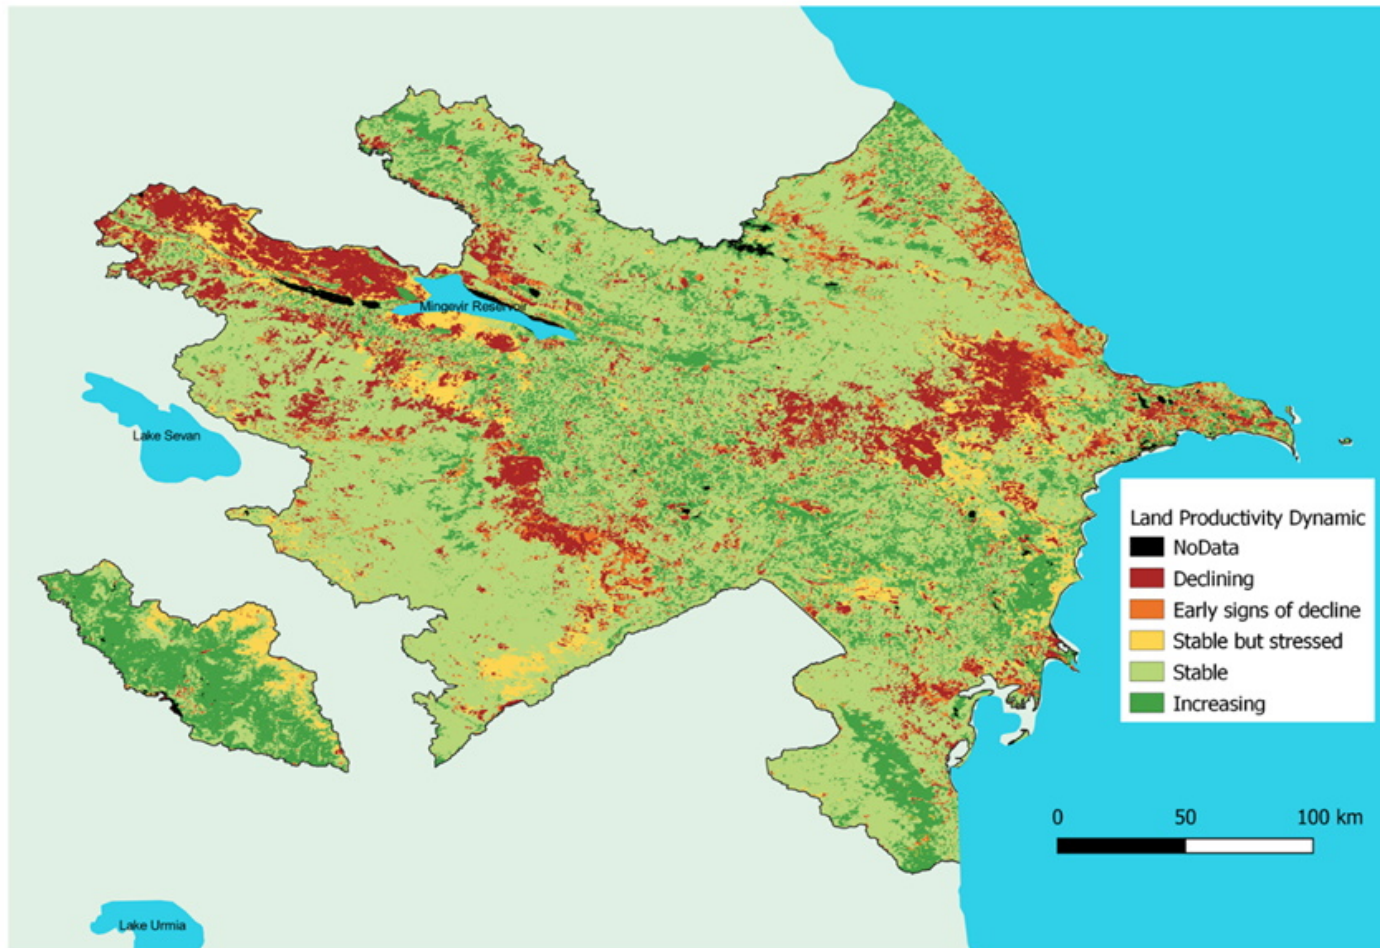 Mingevir Reservoir
Lake Sevan
Land Productivity Dynamic
NoData
Declining
Early signs of decline
Stable but stressed
Stable
Increasing
0 50 100 km
Lake Urmia